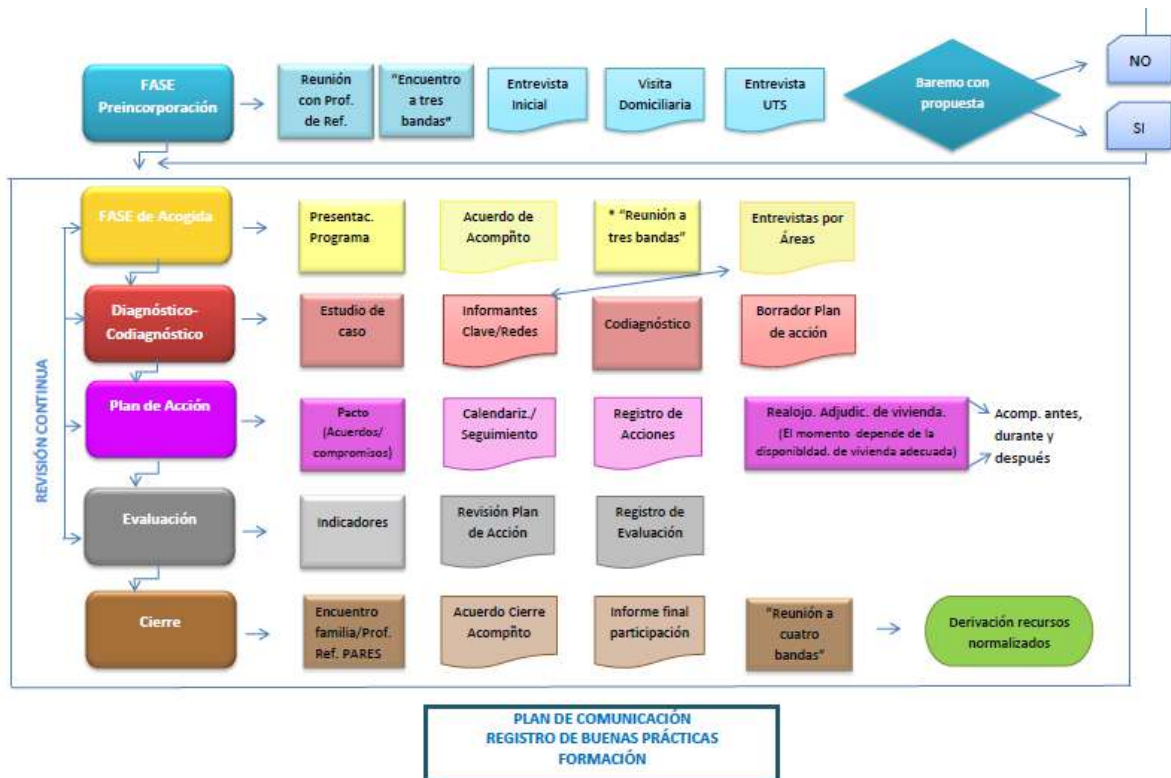 FASE
Preincorporación
Reunión
con Prof.
de Ref.
"Encuentro
a tres
bandas"
Entrevista
Inicial
Visita
Domiciliaria
Entrevista
UTS
Baremo con
propuesta
NO
SI
REVISIÓN CONTINUA
FASE de Acogida
Presentac.
Programa
Acuerdo de
Acompñto
* "Reunión a
tres bandas"
Entrevistas por
Áreas
Diagnóstico-
Codiagnóstico
Estudio de
caso
Informantes
Clave/Redes
Codiagnóstico
Borrador Plan
de acción
Plan de Acción
Pacto
(Acuerdos/
compromisos)
Calendariz./
Seguimiento
Registro de
Acciones
Realojo. Adjudic. de vivienda.
(El momento depende de la
disponibldad. de vivienda adecuada)
Acomp. antes,
durante y
después
Evaluación
Indicadores
Revisión Plan
de Acción
Registro de
Evaluación
Cierre
Encuentro
familia/Prof.
Ref. PARES
Acuerdo Cierre
Acompñto
Informe final
participación
"Reunión a
cuatro
bandas"
Derivación recursos
normalizados
PLAN DE COMUNICACIÓN
REGISTRO DE BUENAS PRÁCTICAS
FORMACIÓN